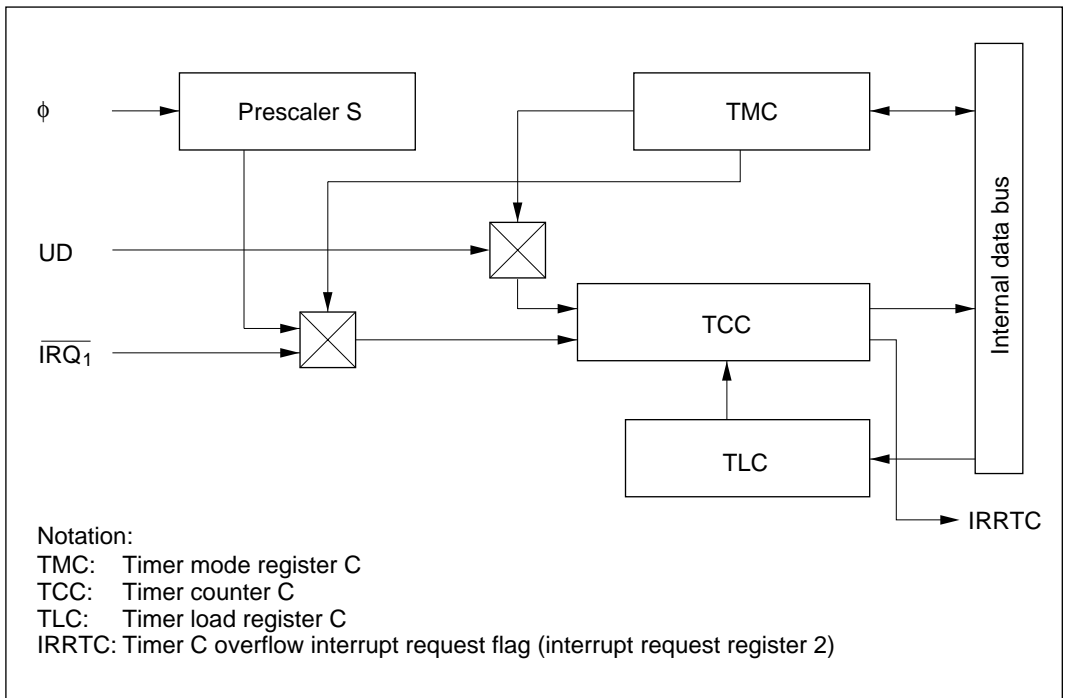 ϕ
Prescaler S
TMC
Internal data bus
UD
TCC
IRQ1
TLC
IRRTC
Notation:
TMC: Timer mode register C
TCC: Timer counter C
TLC: Timer load register C
IRRTC: Timer C overflow interrupt request flag (interrupt request register 2)